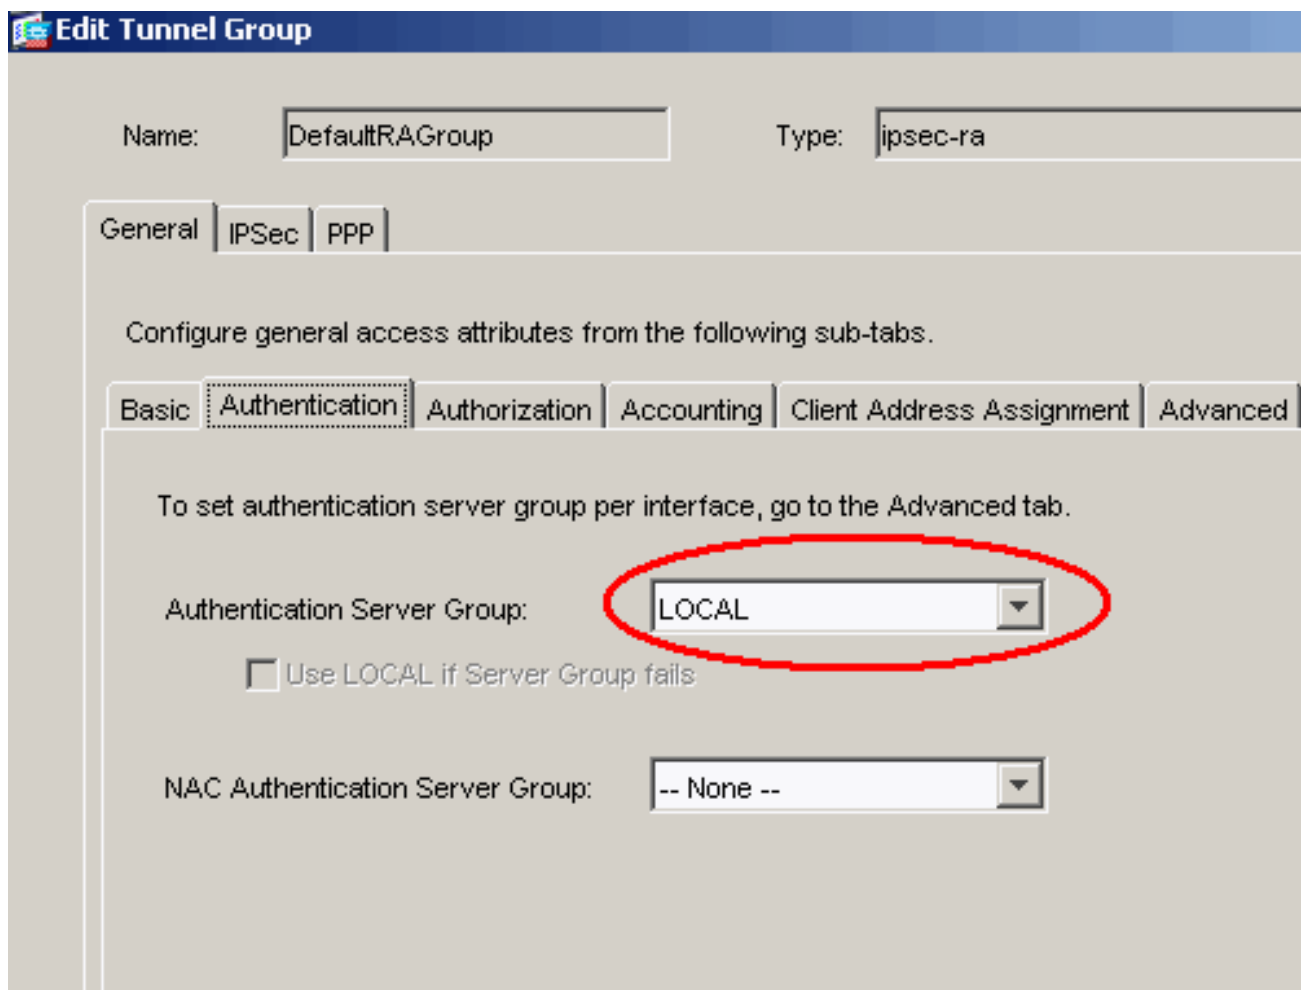 Edit Tunnel Group
Name: DefaultRAGroup Type: ipsec-ra
General IPSec PPP
Configure general access attributes from the following sub-tabs.
Basic Authentication Authorization Accounting Client Address Assignment Advanced
To set authentication server group per interface, go to the Advanced tab.
Authentication Server Group: LOCAL
Use LOCAL if Server Group fails
NAC Authentication Server Group: -- None --